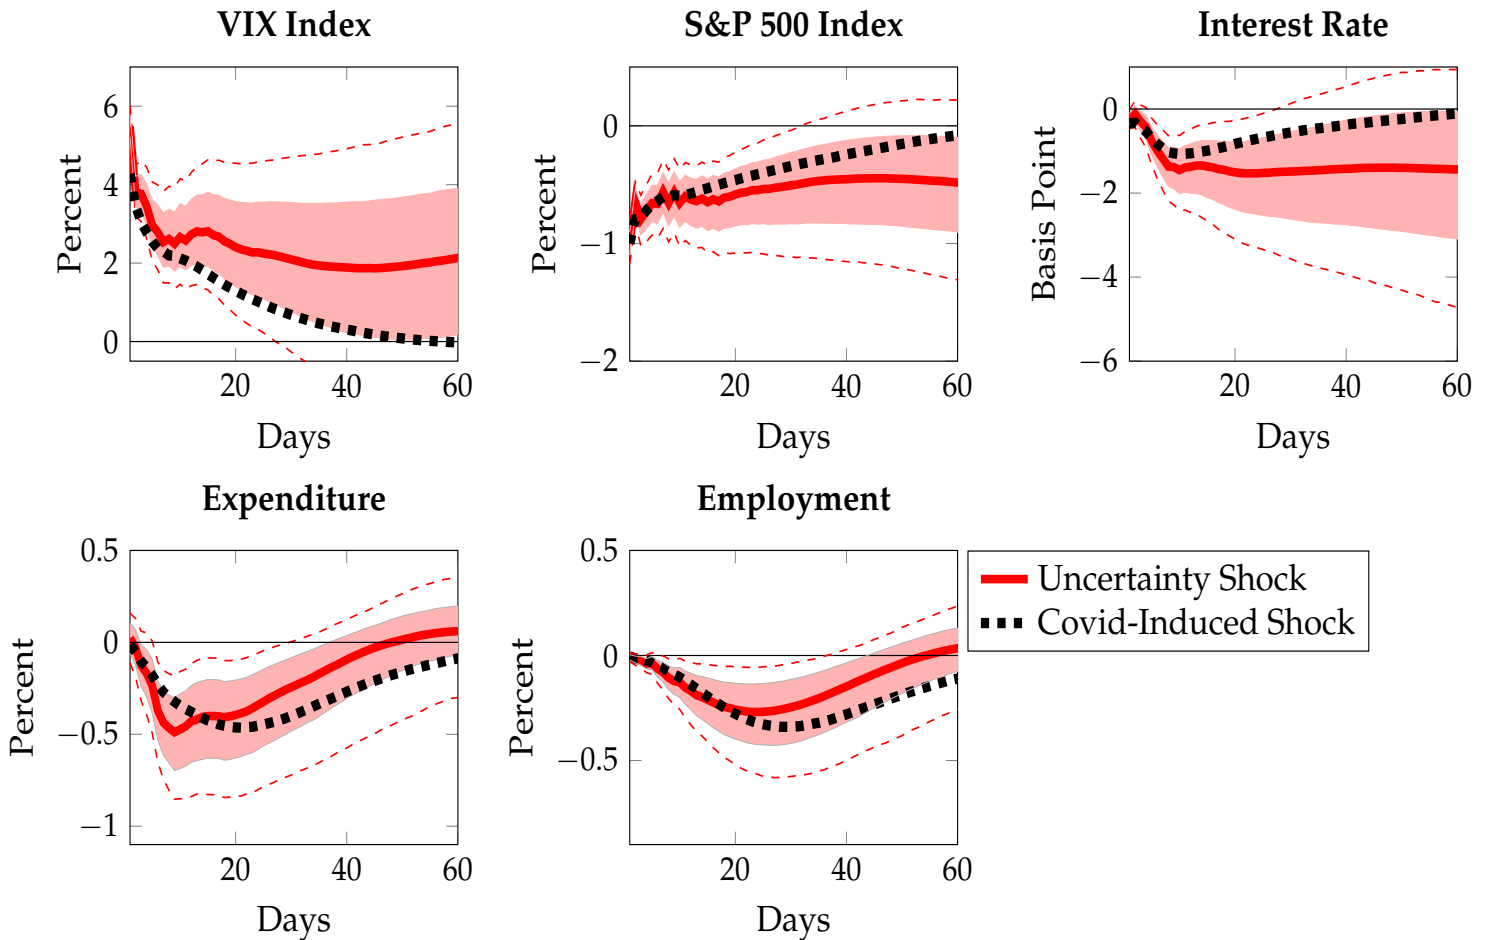 VIX Index
S&P 500 Index
Interest Rate
Percent
6
4
2
0
20
40
60
Days
Percent
0
−1
−2
20
40
60
Days
Basis Point
0
−2
−4
−6
20
40
60
Days
Expenditure
Employment
Percent
0.5
0
−0.5
−1
20
40
60
Days
Percent
0.5
0
−0.5
20
40
60
Days
Uncertainty Shock
Covid-Induced Shock